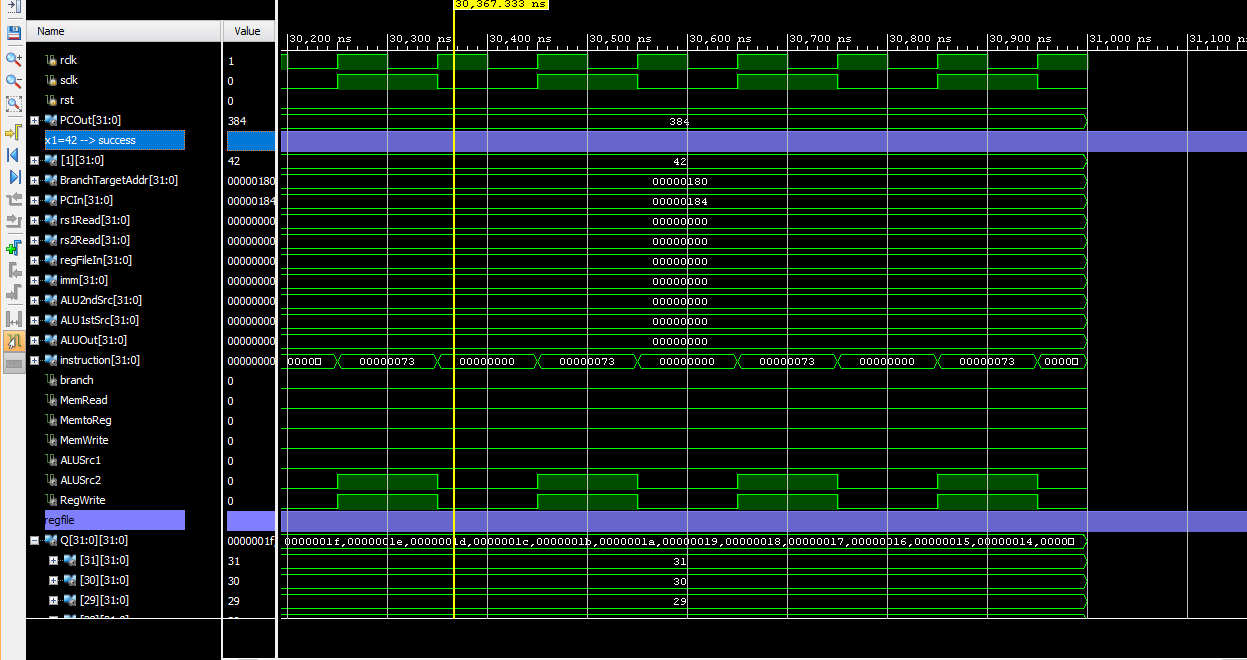 30,367.333 ns
Name Value
30,200 ns 30,300 ns 30,400 ns 30,500 ns 30,600 ns 30,700 ns 30,800 ns 30,900 ns 31,000 ns 31,100 ns
rclk 1
sclk 0
rst 0
PCOut[31:0] 384 384
x1=42 --> success
[1][31:0] 42 42
BranchTargetAddr[31:0] 00000180 00000180
PCIn[31:0] 00000184 00000184
rs1Read[31:0] 00000000 00000000
rs2Read[31:0] 00000000 00000000
regFileIn[31:0] 00000000 00000000
imm[31:0] 00000000 00000000
ALU2ndSrc[31:0] 00000000 00000000
ALU1stSrc[31:0] 00000000 00000000
ALUOut[31:0] 00000000 00000000
instruction[31:0] 00000000 0000 00000073 00000000 00000073 00000000 00000073 00000000 00000073 0000
branch 0
MemRead 0
MemtoReg 0
MemWrite 0
ALUSrc1 0
ALUSrc2 0
RegWrite 0
regfile
Q[31:0][31:0] 0000001f, 0000001f,0000001e,0000001d,0000001c,0000001b,0000001a,00000019,00000018,00000017,00000016,00000015,00000014,0000
[31][31:0] 31 31
[30][31:0] 30 30
[29][31:0] 29 29